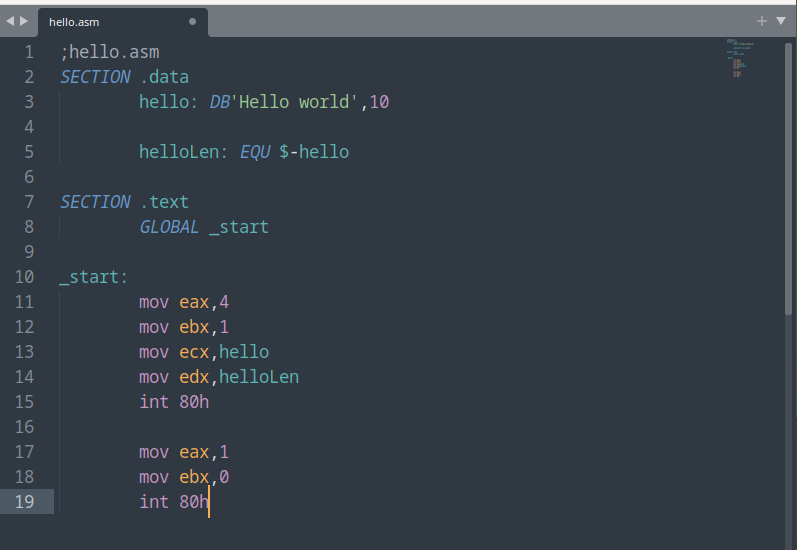 hello.asm
1 ;hello.asm
2 SECTION .data
3 hello: DB'Hello world',10
4
5 helloLen: EQU $-hello
6
7 SECTION .text
8 GLOBAL _start
9
10 _start:
11 mov eax,4
12 mov ebx,1
13 mov ecx,hello
14 mov edx,helloLen
15 int 80h
16
17 mov eax,1
18 mov ebx,0
19 int 80h